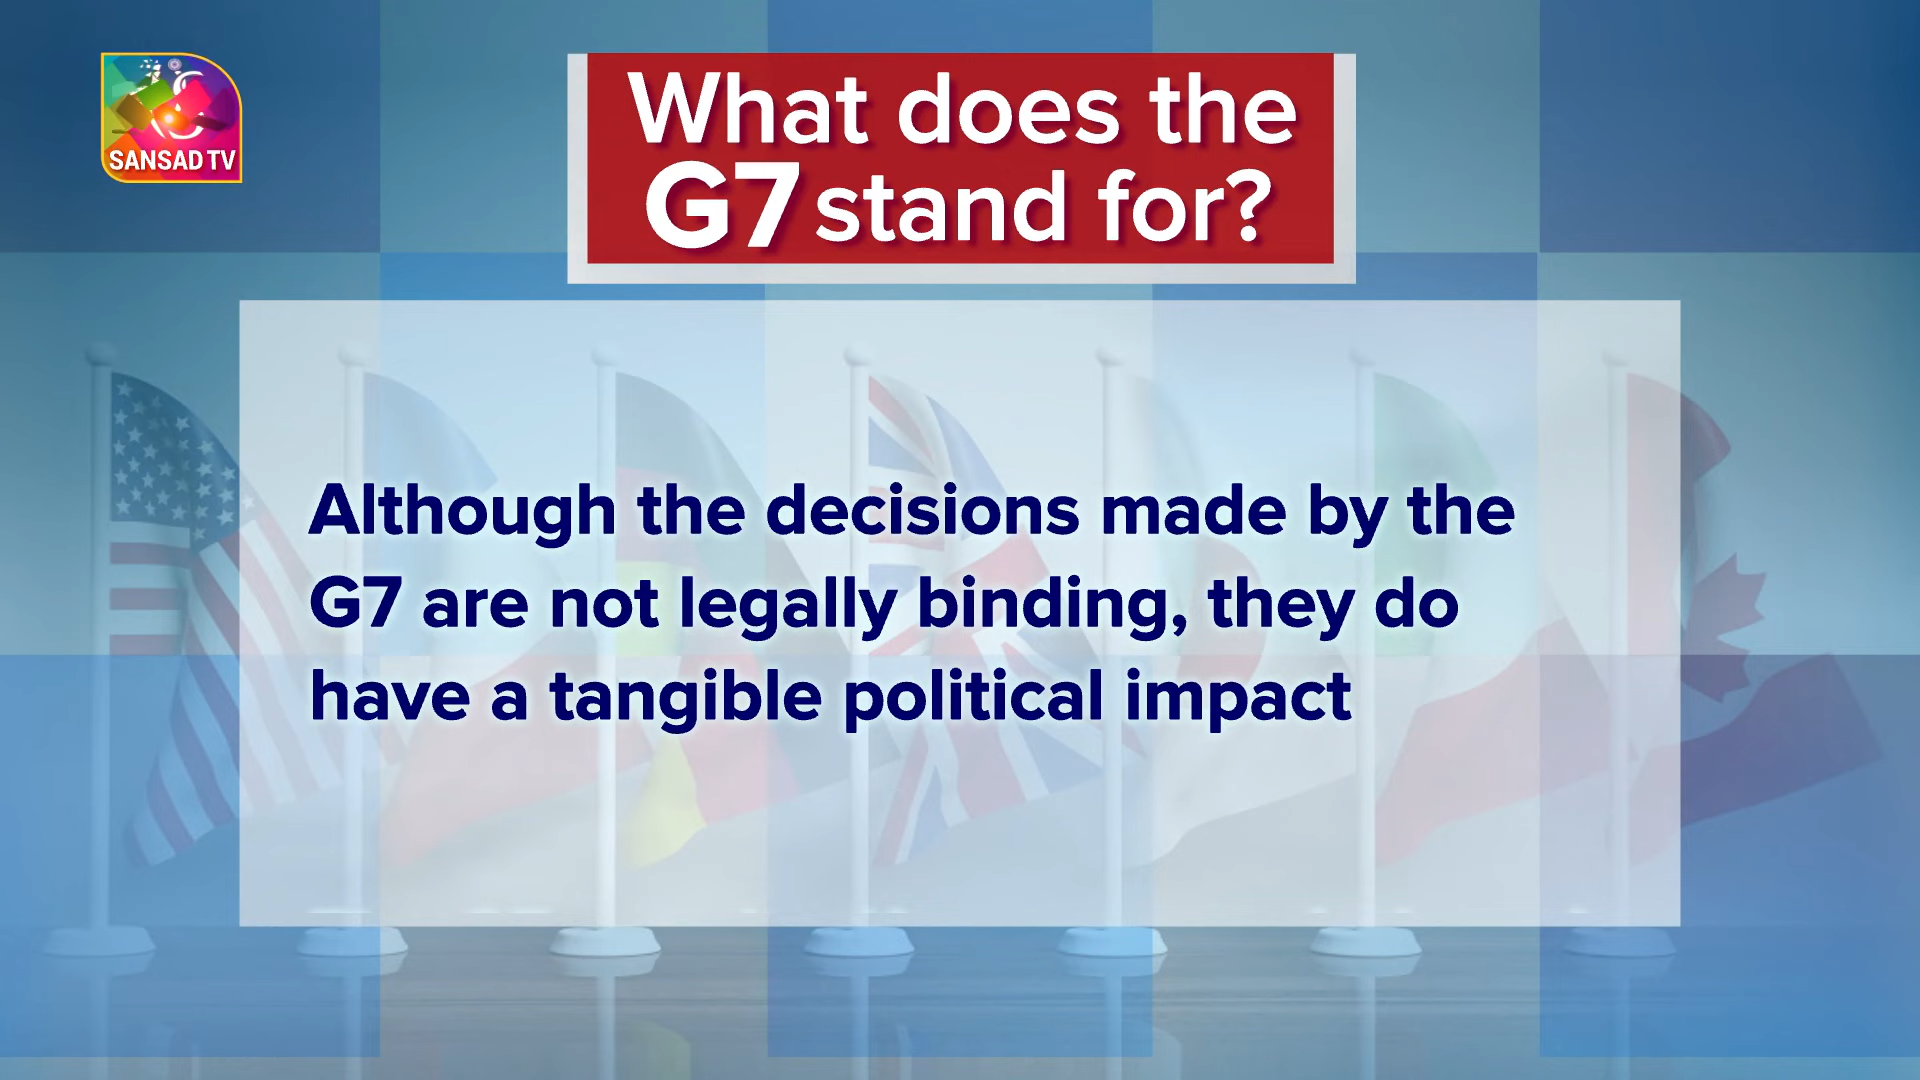 SANSAD TV
What does the
G7 stand for?
Although the decisions made by the
G7 are not legally binding, they do
have a tangible political impact